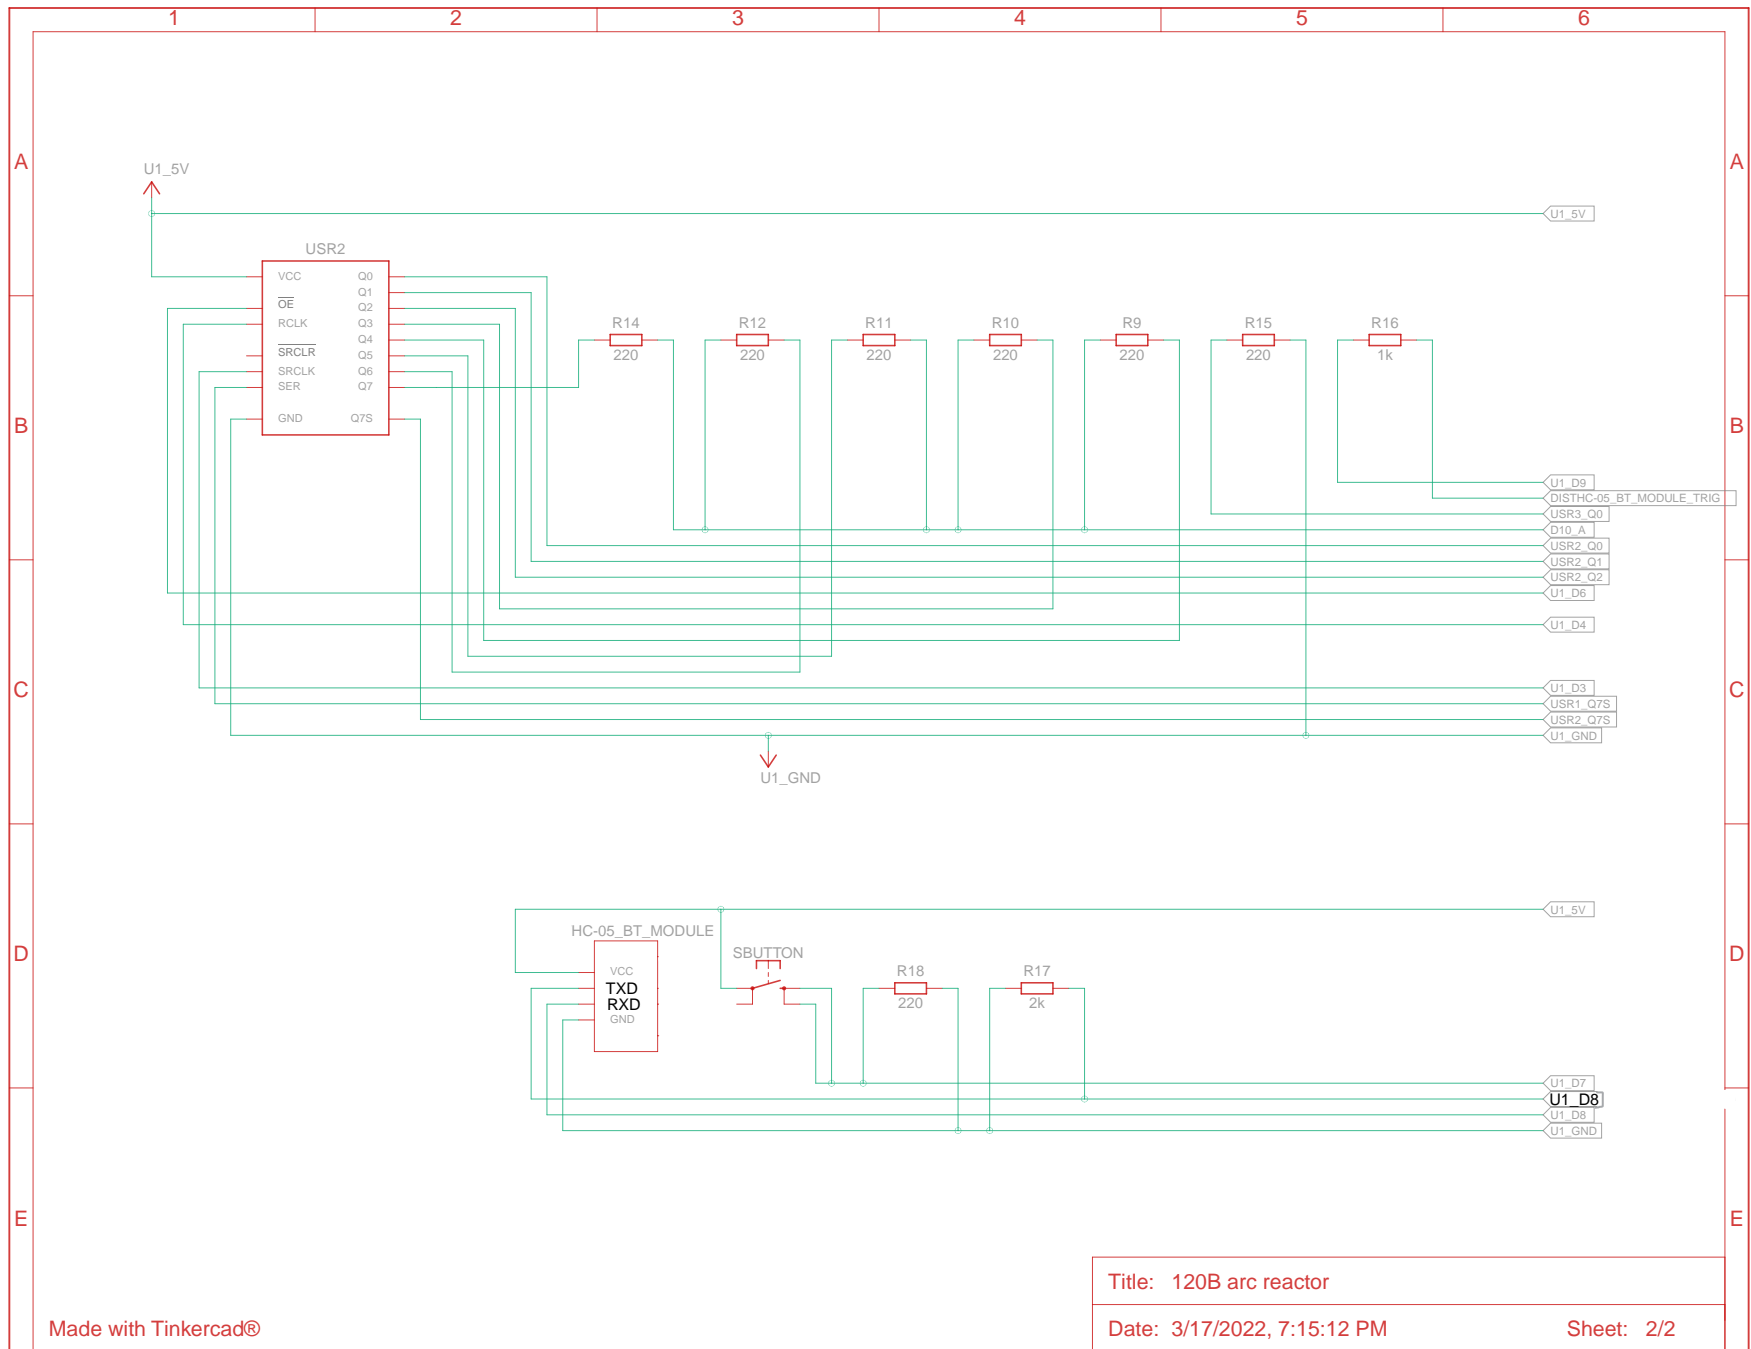 1 2 3 4 5 6
A A
U1_5V
U1_5V
USR2
VCC Q0
Q1
OE Q2
RCLK Q3
Q4
SRCLR Q5
SRCLK Q6
SER Q7
GND Q7S
R14 R12 R11 R10 R9 R15 R16
220 220 220 220 220 220 1k
B B
U1_D9
DISTHC-05_BT_MODULE_TRIG
USR3_Q0
D10_A
USR2_Q0
USR2_Q1
USR2_Q2
U1_D6
U1_D4
C C
U1_D3
USR1_Q7S
USR2_Q7S
U1_GND
U1_GND
U1_5V
HC-05_BT_MODULE
D D
VCC
TXD
RXD
GND
SBUTTON
R18 R17
220 2k
U1_D7
U1_D8
U1_D8
U1_GND
E E
Title: 120B arc reactor
Made with Tinkercad®
Date: 3/17/2022, 7:15:12 PM Sheet: 2/2